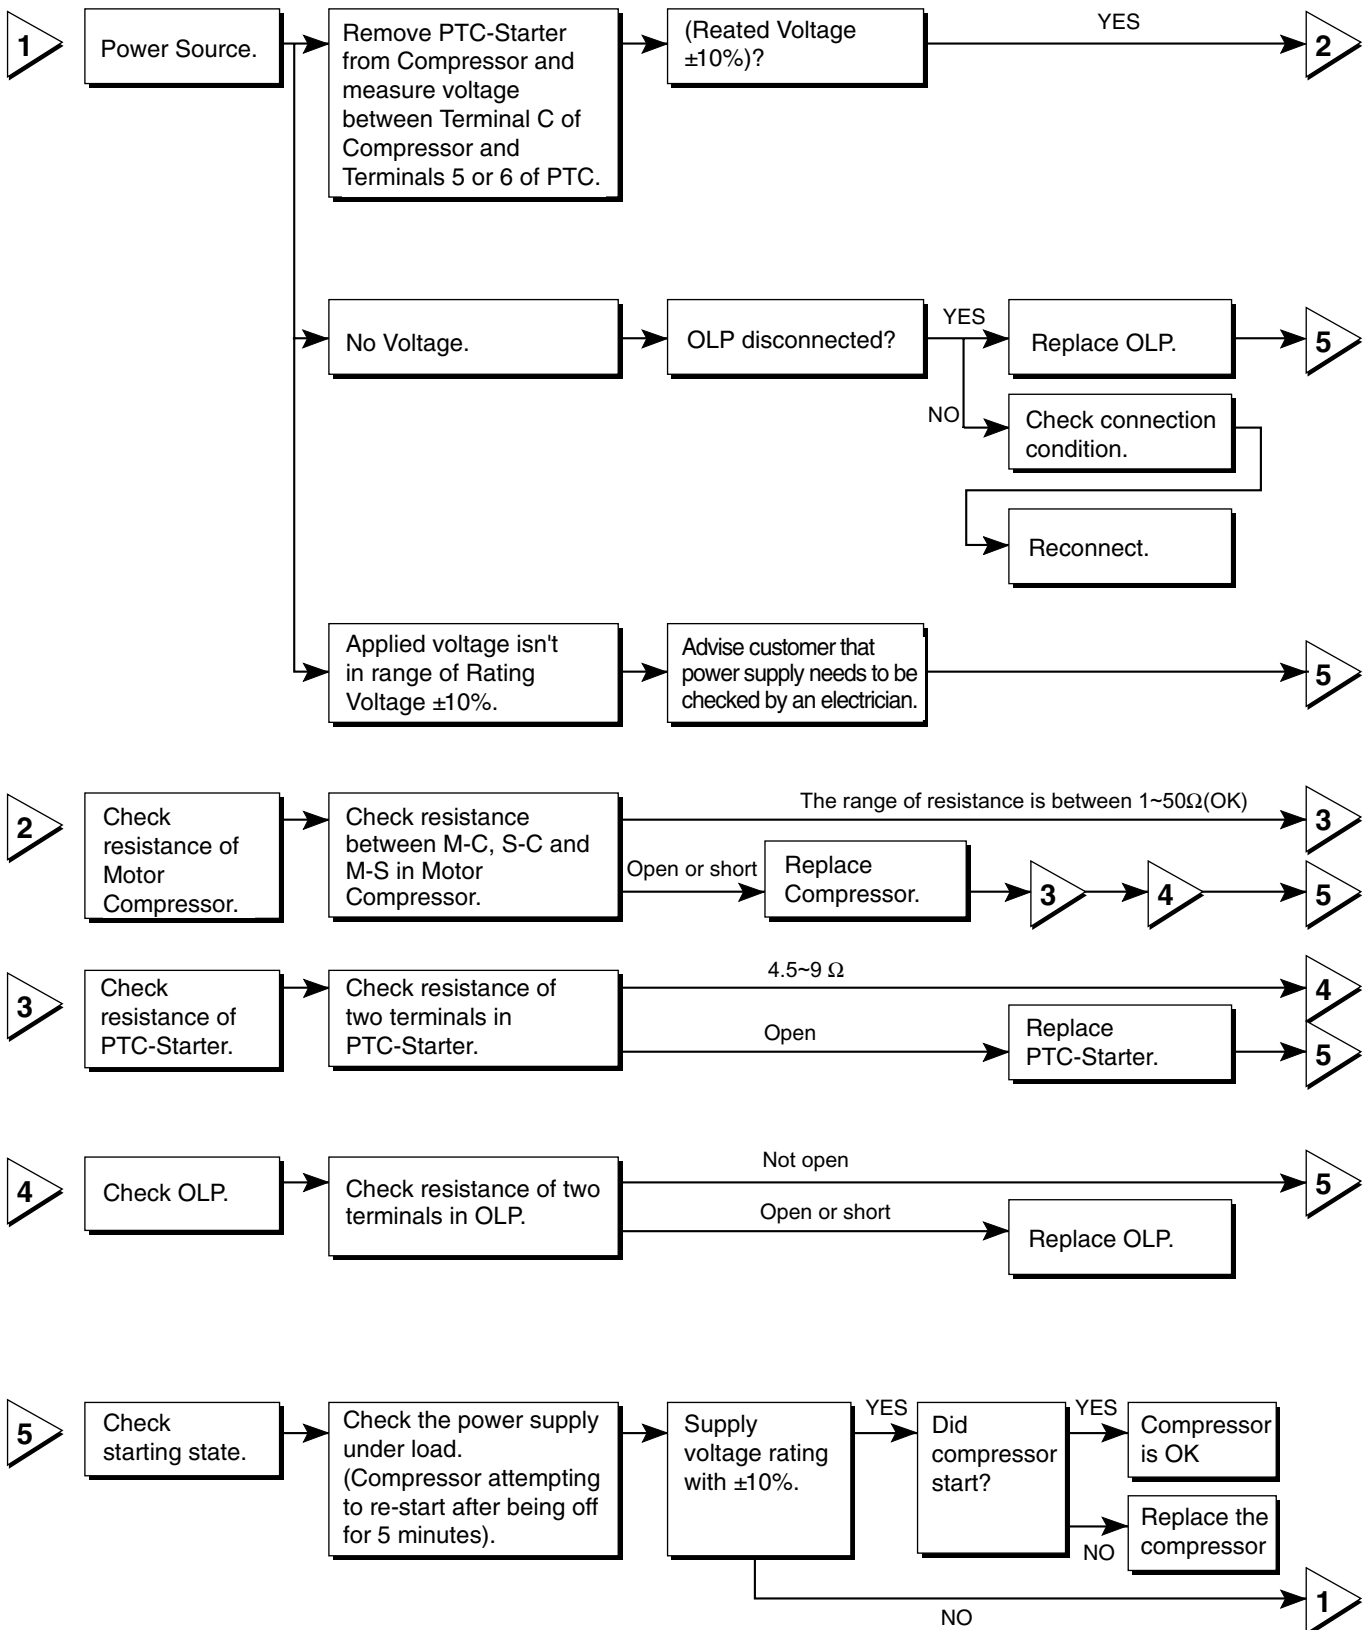 1
Power Source.
Remove PTC-Starter
from Compressor and
measure voltage
between Terminal C of
Compressor and
Terminals 5 or 6 of PTC.
(Reated Voltage
±10%)?
YES
2
No Voltage.
OLP disconnected?
YES
Replace OLP.
5
NO
Check connection
condition.
Reconnect.
Applied voltage isn't
in range of Rating
Voltage ±10%.
Advise customer that
power supply needs to be
checked by an electrician.
5
2
Check
resistance of
Motor
Compressor.
Check resistance
between M-C, S-C and
M-S in Motor
Compressor.
The range of resistance is between 1~50Ω(OK)
3
Open or short
Replace
Compressor.
3
4
5
3
Check
resistance of
PTC-Starter.
Check resistance of
two terminals in
PTC-Starter.
4.5~9 Ω
4
Open
Replace
PTC-Starter.
5
4
Check OLP.
Check resistance of two
terminals in OLP.
Not open
5
Open or short
Replace OLP.
5
Check
starting state.
Check the power supply
under load.
(Compressor attempting
to re-start after being off
for 5 minutes).
Supply
voltage rating
with ±10%.
YES
Did
compressor
start?
YES
Compressor
is OK
NO
Replace the
compressor
NO
1